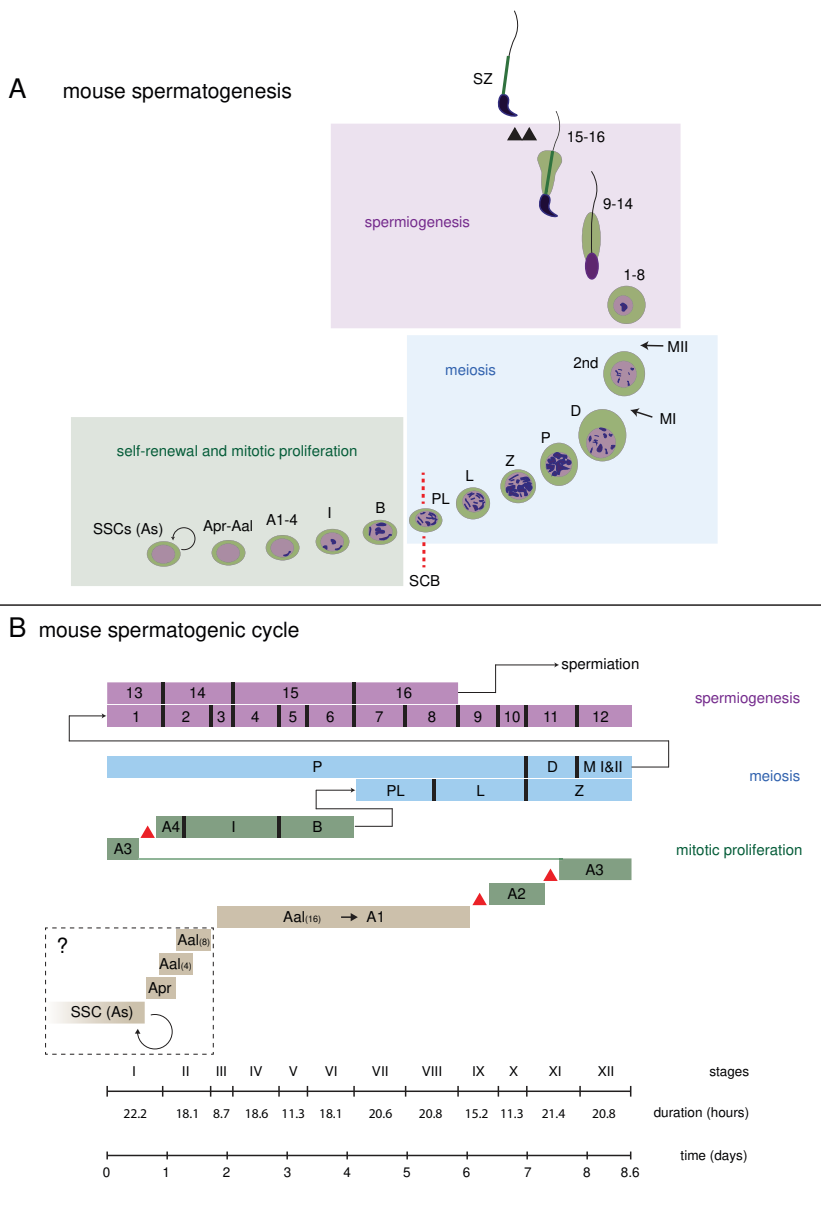 A mouse spermatogenesis
SZ
15-16
spermiogenesis
9-14
1-8
MII
2nd
meiosis
D
MI
P
self-renewal and mitotic proliferation
Z
L
PL
B
I
A1-4
Apr-Aal
SSCs (As)
SCB
B mouse spermatogenic cycle
spermiation
13 14 15 16
spermiogenesis
1 2 3 4 5 6 7 8 9 10 11 12
P D M I&II
meiosis
PL L Z
A4 I B
A3
mitotic proliferation
A3
A2
Aal(16) A1
?
Aal(8)
Aal(4)
Apr
SSC (As)
I II III IV V VI VII VIII IX X XI XII stages
22.2 18.1 8.7 18.6 11.3 18.1 20.6 20.8 15.2 11.3 21.4 20.8 duration (hours)
time (days)
0 1 2 3 4 5 6 7 8 8.6